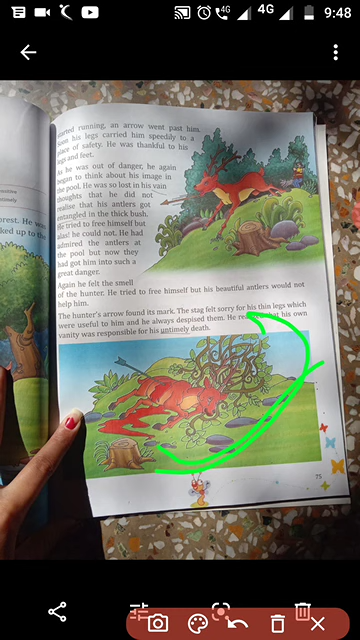 4G
4G
9:48
started running, an arrow went past him.
Soon his legs carried him speedily to a
place of safety. He was thankful to his
legs and feet.
As he was out of danger, he again
began to think about his image in
the pool. He was so lost in his vain
thoughts that he did not
realise that his antlers got
entangled in the thick bush.
He tried to free himself but
alas! he could not. He had
admired the antlers at
the pool but now they
had got him into such a
great danger.
Again he felt the smell
of the hunter. He tried to free himself but his beautiful antlers would not
help him.
The hunter's arrow found its mark. The stag felt sorry for his thin legs which
were useful to him and he always despised them. He that his own
vanity was responsible for his untimely death.
orest. He
ked up to the
75